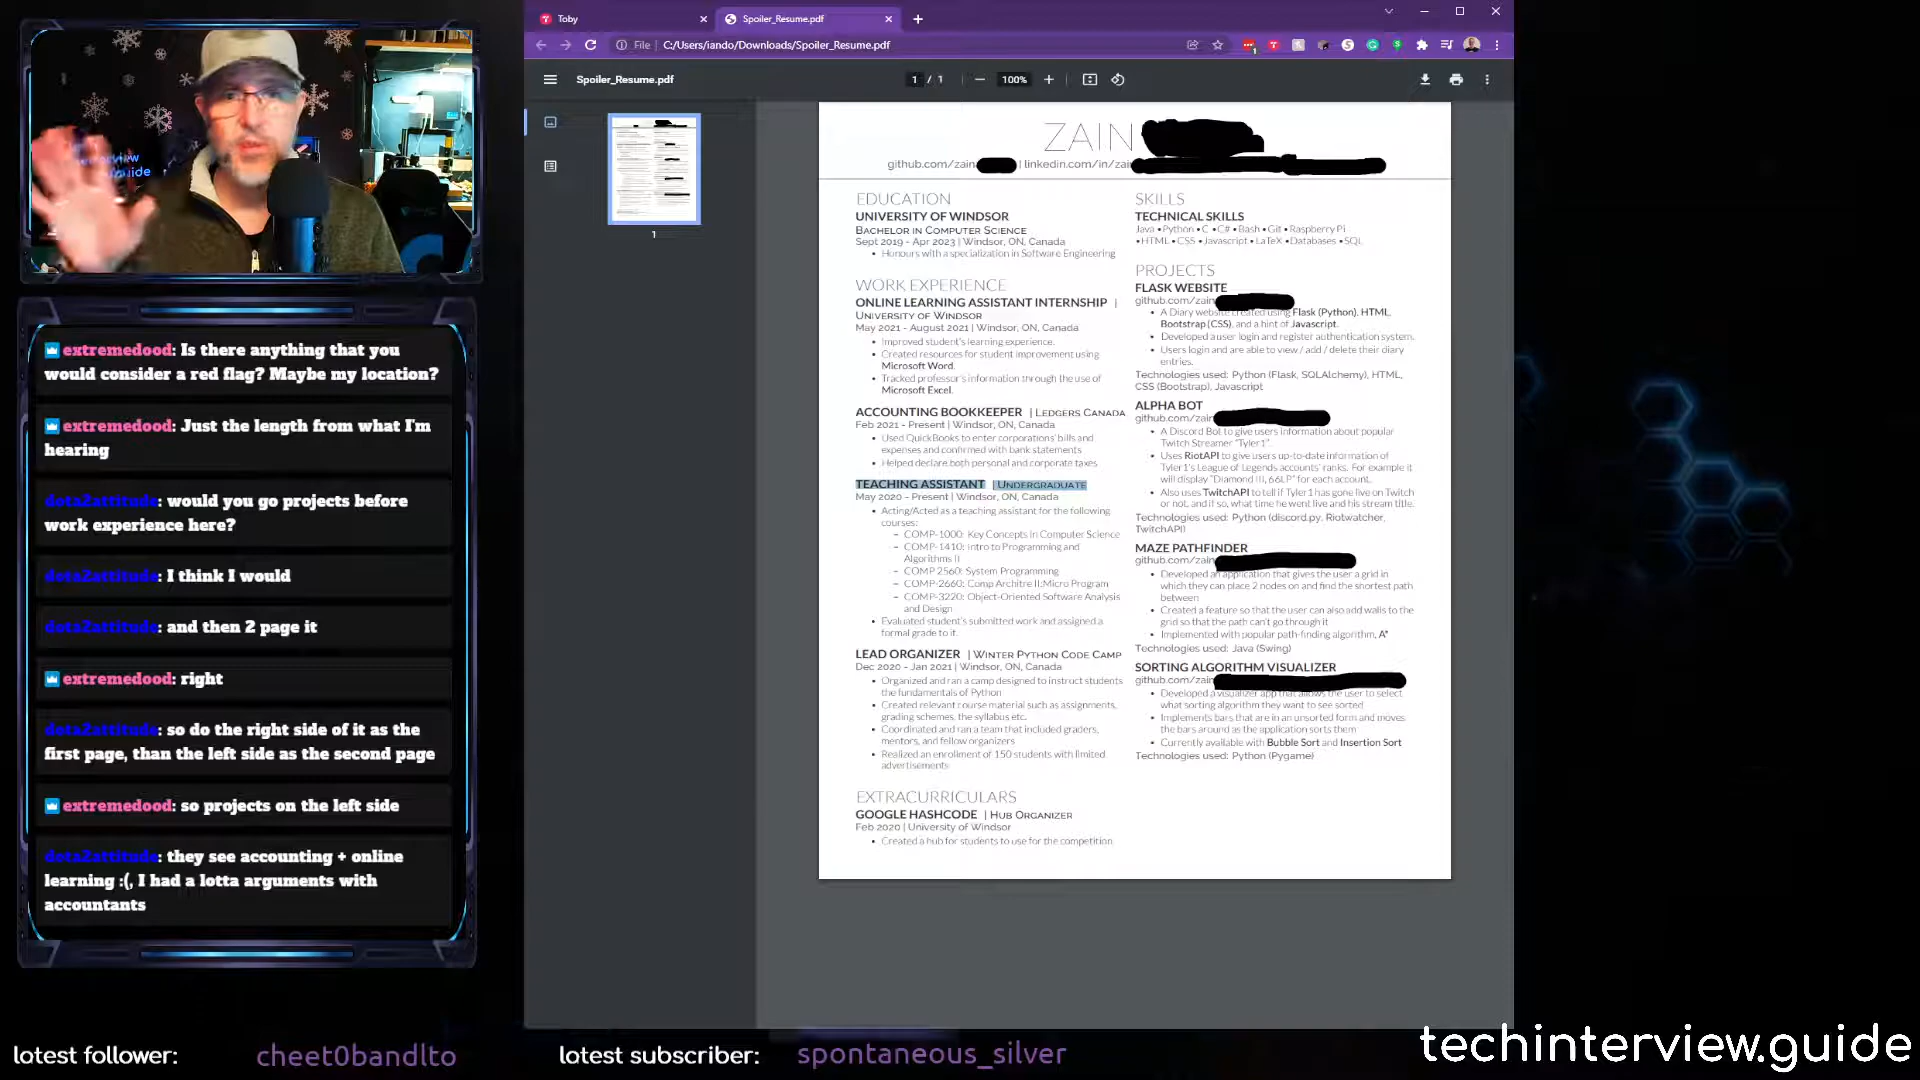 Toby
Spoiler_Resume.pdf
File
C:/Users/iando/Downloads/Spoiler_Resume.pdf
Spoiler_Resume.pdf
1 / 1
100%
1
ZAIN
github.com/zain | linkedin.com/in/zain
EDUCATION
UNIVERSITY OF WINDSOR
BACHELOR IN COMPUTER SCIENCE
Sept 2019 - Apr 2023 | Windsor, ON, Canada
• Honours with a specialization in Software Engineering
WORK EXPERIENCE
ONLINE LEARNING ASSISTANT INTERNSHIP |
UNIVERSITY OF WINDSOR
May 2021 - August 2021 | Windsor, ON, Canada
• Improved student's learning experience.
• Created resources for student improvement using
Microsoft Word.
• Tracked professor's information through the use of
Microsoft Excel.
ACCOUNTING BOOKKEEPER | LEDGERS CANADA
Feb 2021 - Present | Windsor, ON, Canada
• Used QuickBooks to enter corporations' bills and
expenses and confirmed with bank statements
• Helped declare both personal and corporate taxes
TEACHING ASSISTANT | UNDERGRADUATE
May 2020 - Present | Windsor, ON, Canada
• Acting/Acted as a teaching assistant for the following
courses:
– COMP-1000: Key Concepts in Computer Science
– COMP-1410: Intro to Programming and
Algorithms II
– COMP 2560: System Programming
– COMP-2660: Comp Architre II:Micro Program
– COMP-3220: Object-Oriented Software Analysis
and Design
• Evaluated student's submitted work and assigned a
formal grade to it.
LEAD ORGANIZER | WINTER PYTHON CODE CAMP
Dec 2020 - Jan 2021 | Windsor, ON, Canada
• Organized and ran a camp designed to instruct students
the fundamentals of Python
• Created relevant course material such as assignments,
grading schemes, the syllabus etc.
• Coordinated and ran a team that included graders,
mentors, and fellow organizers
• Realized an enrollment of 150 students with limited
advertisements
EXTRACURRICULARS
GOOGLE HASHCODE | HUB ORGANIZER
Feb 2020 | University of Windsor
• Created a hub for students to use for the competition.
SKILLS
TECHNICAL SKILLS
Java •Python •C •C# •Bash •Git •Raspberry Pi
•HTML •CSS •Javascript •LaTeX •Databases •SQL
PROJECTS
FLASK WEBSITE
github.com/zain
• A Diary website created using Flask (Python), HTML,
Bootstrap (CSS), and a hint of Javascript.
• Developed a user login and register authentication system.
• Users login and are able to view / add / delete their diary
entries.
Technologies used: Python (Flask, SQLAlchemy), HTML,
CSS (Bootstrap), Javascript
ALPHA BOT
github.com/zain
• A Discord Bot to give users information about popular
Twitch Streamer "Tyler1".
• Uses RiotAPI to give users up-to-date information of
Tyler1's League of Legends accounts' ranks. For example it
will display "Diamond III, 66LP" for each account.
• Also uses TwitchAPI to tell if Tyler1 has gone live on Twitch
or not, and if so, what time he went live and his stream title.
Technologies used: Python (discord.py, Riotwatcher,
TwitchAPI)
MAZE PATHFINDER
github.com/zain
• Developed an application that gives the user a grid in
which they can place 2 nodes on and find the shortest path
between
• Created a feature so that the user can also add walls to the
grid so that the path can't go through it
• Implemented with popular path-finding algorithm, A*
Technologies used: Java (Swing)
SORTING ALGORITHM VISUALIZER
github.com/zain
• Developed a visualizer app that allows the user to select
what sorting algorithm they want to see sorted
• Implements bars that are in an unsorted form and moves
the bars around as the application sorts them
• Currently available with Bubble Sort and Insertion Sort
Technologies used: Python (Pygame)
extremedood: Is there anything that you
would consider a red flag? Maybe my location?
extremedood: Just the length from what I'm
hearing
dota2attitude: would you go projects before
work experience here?
dota2attitude: I think I would
dota2attitude: and then 2 page it
extremedood: right
dota2attitude: so do the right side of it as the
first page, than the left side as the second page
extremedood: so projects on the left side
dota2attitude: they see accounting + online
learning :(, I had a lotta arguments with
accountants
latest follower: cheet0bandlto
latest subscriber: spontaneous_silver
techinterview.guide